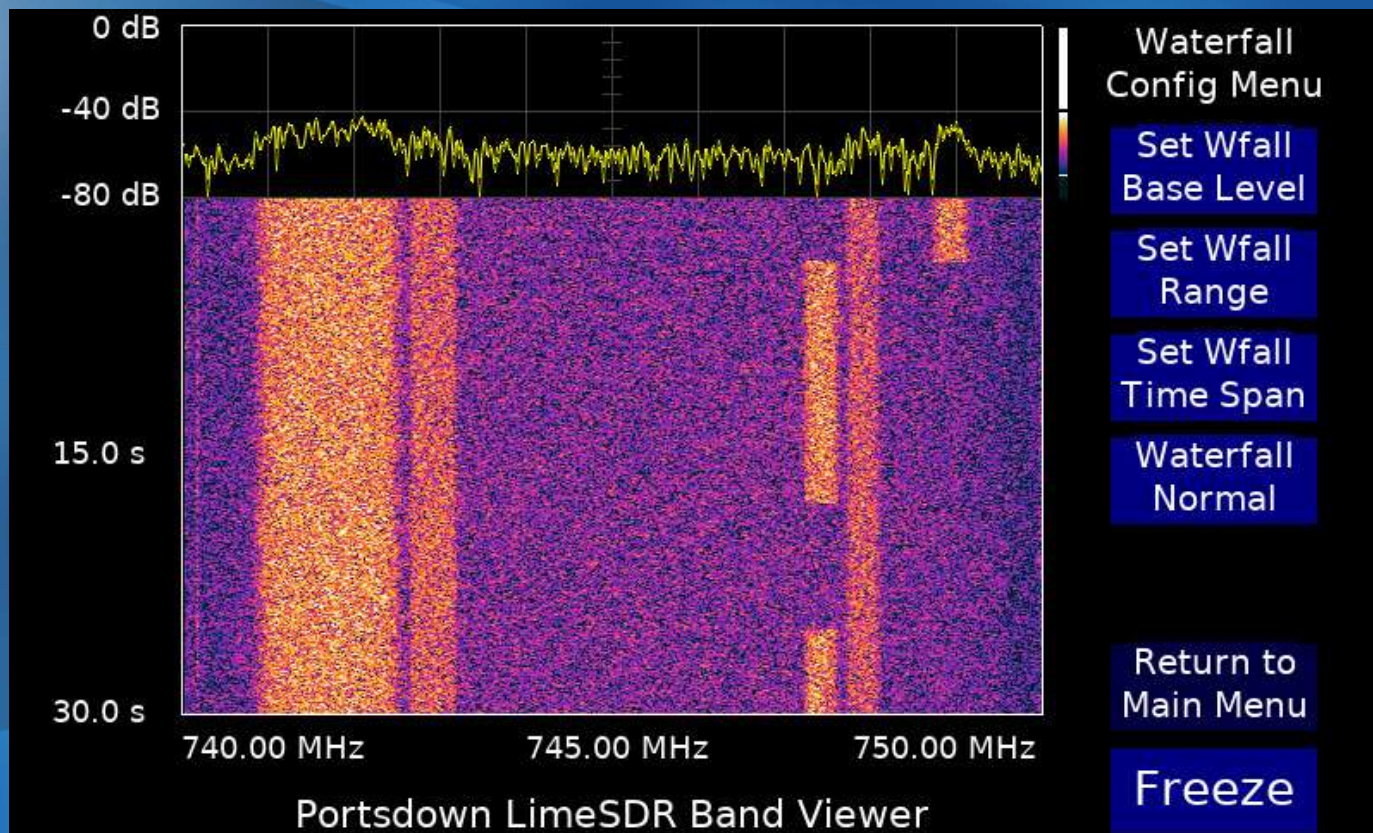 0 dB
-40 dB
-80 dB
15.0 s
30.0 s
740.00 MHz 745.00 MHz 750.00 MHz
Portsdown LimeSDR Band Viewer
Waterfall
Config Menu
Set Wfall
Base Level
Set Wfall
Range
Set Wfall
Time Span
Waterfall
Normal
Return to
Main Menu
Freeze